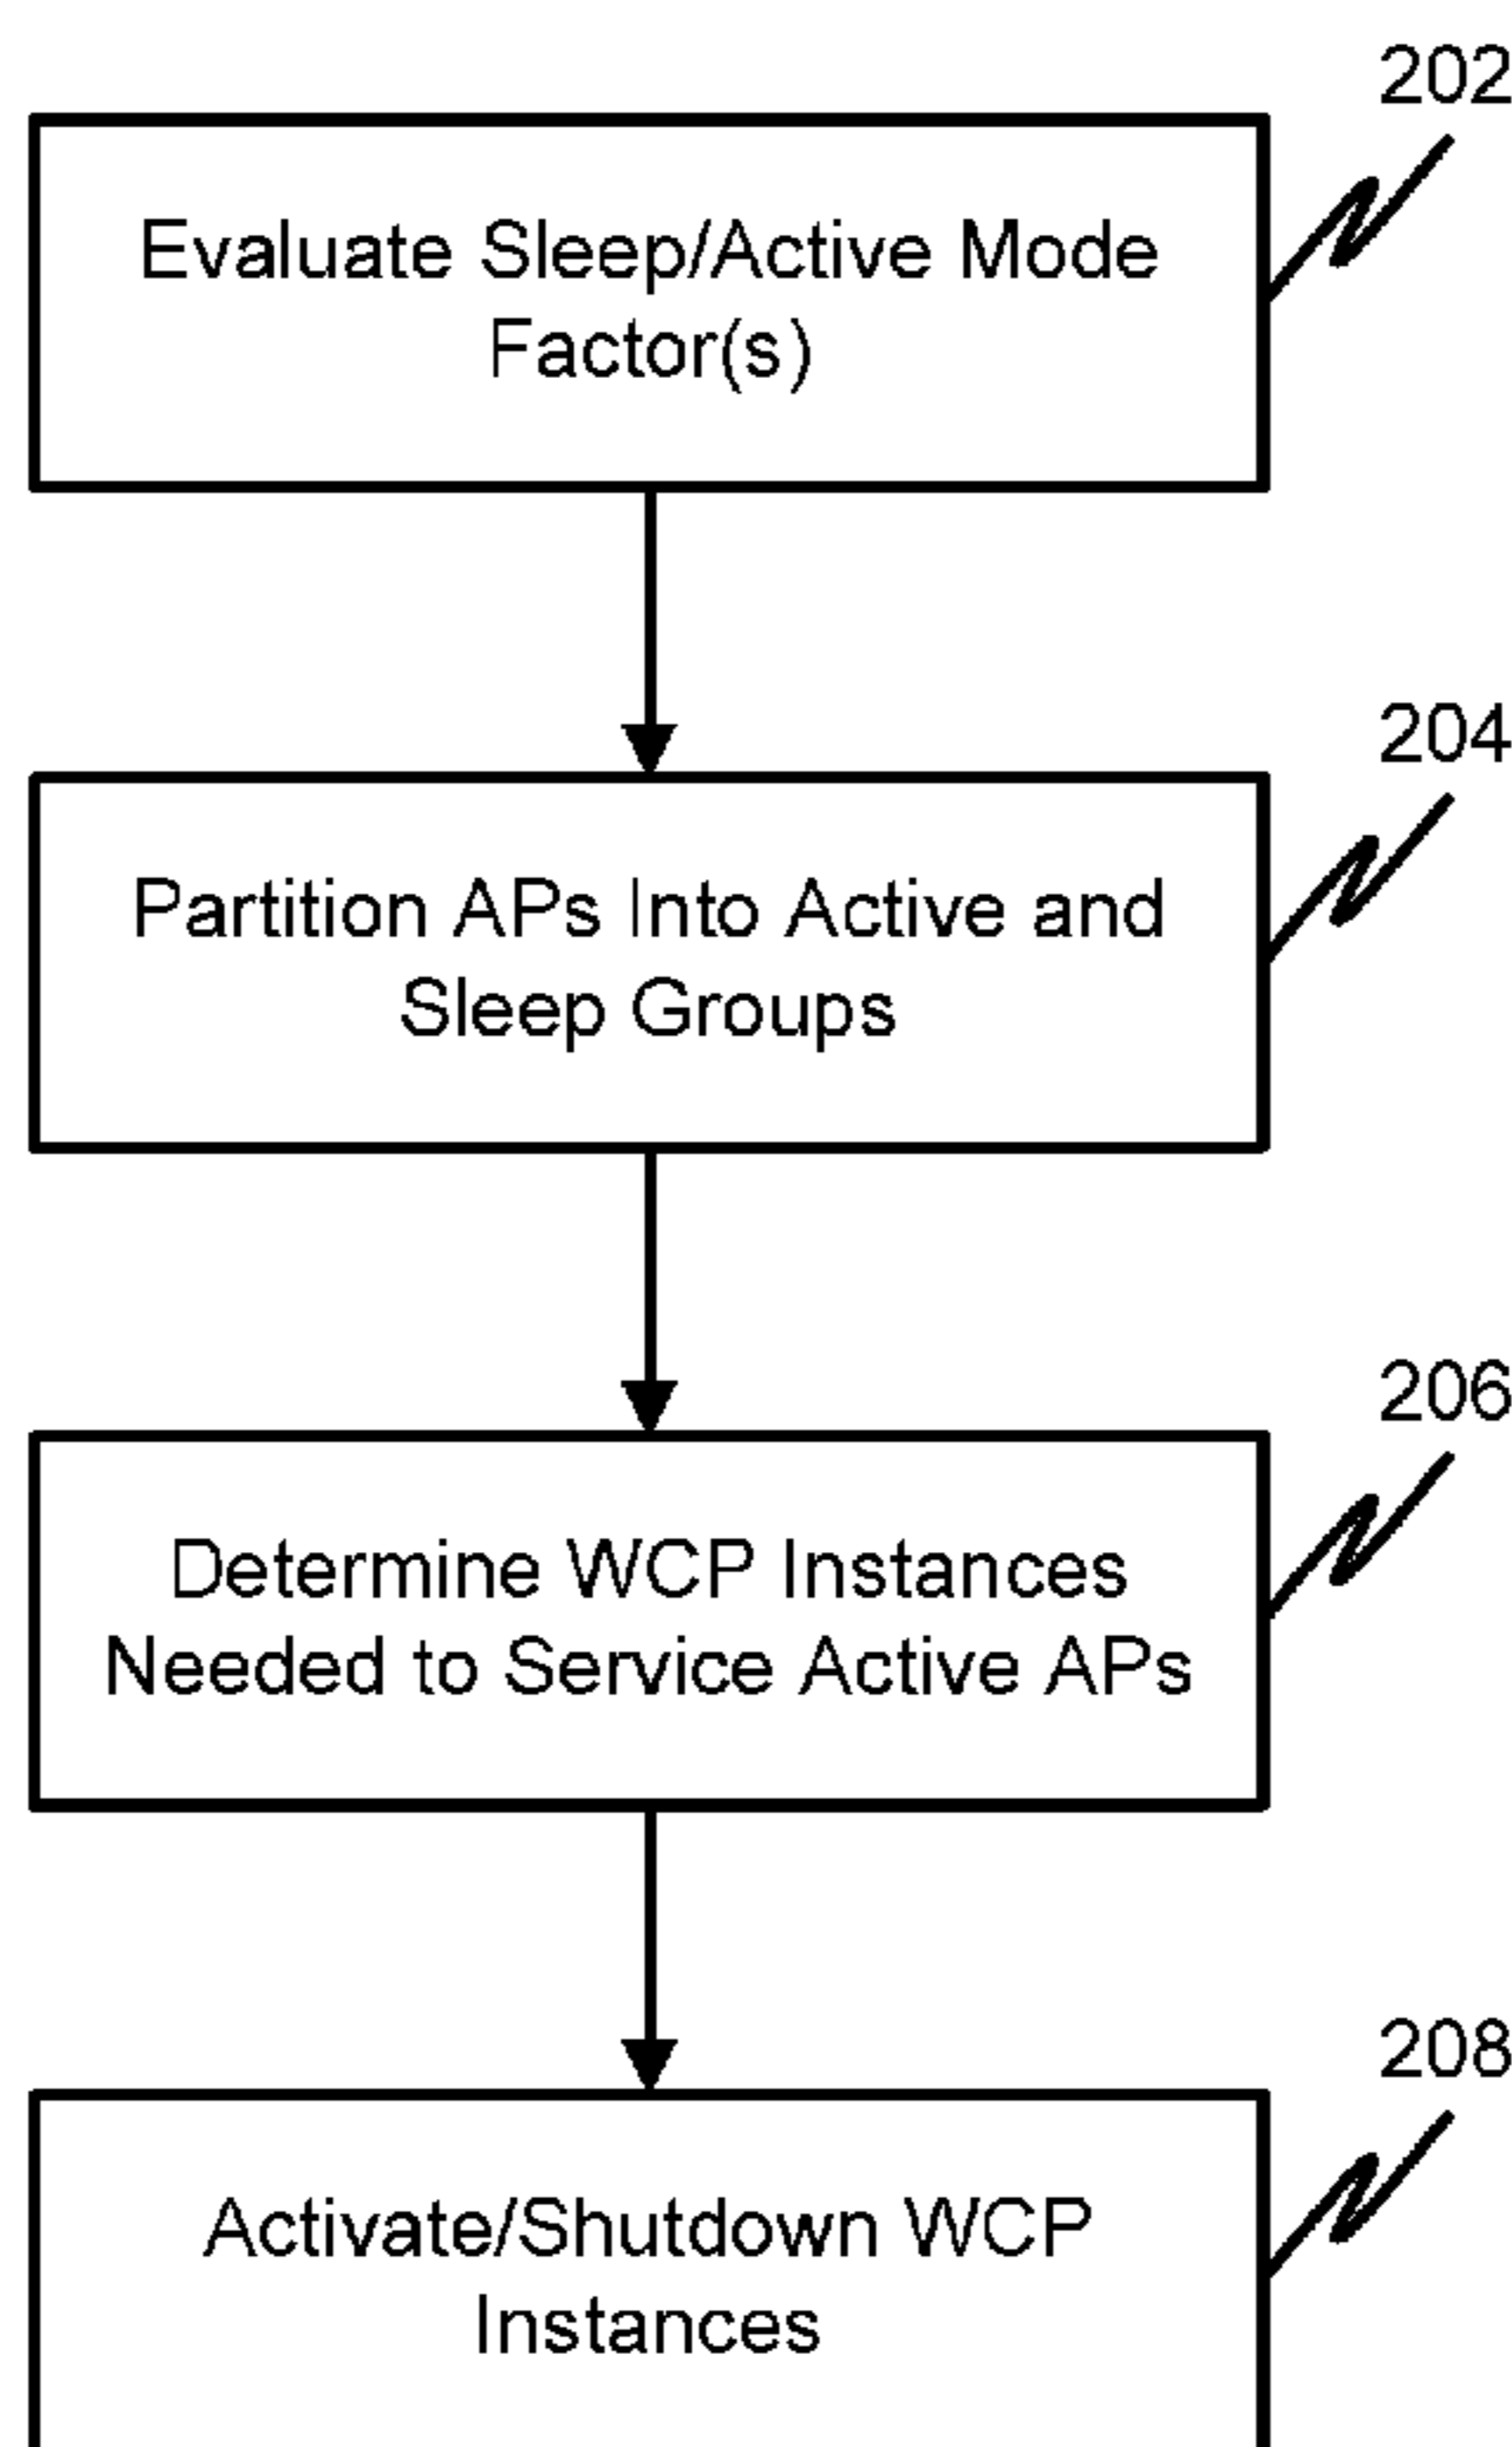 202
Evaluate Sleep/Active Mode
Factor(s)
204
Partition APs Into Active and
Sleep Groups
206
Determine WCP Instances
Needed to Service Active APs
208
Activate/Shutdown WCP
Instances